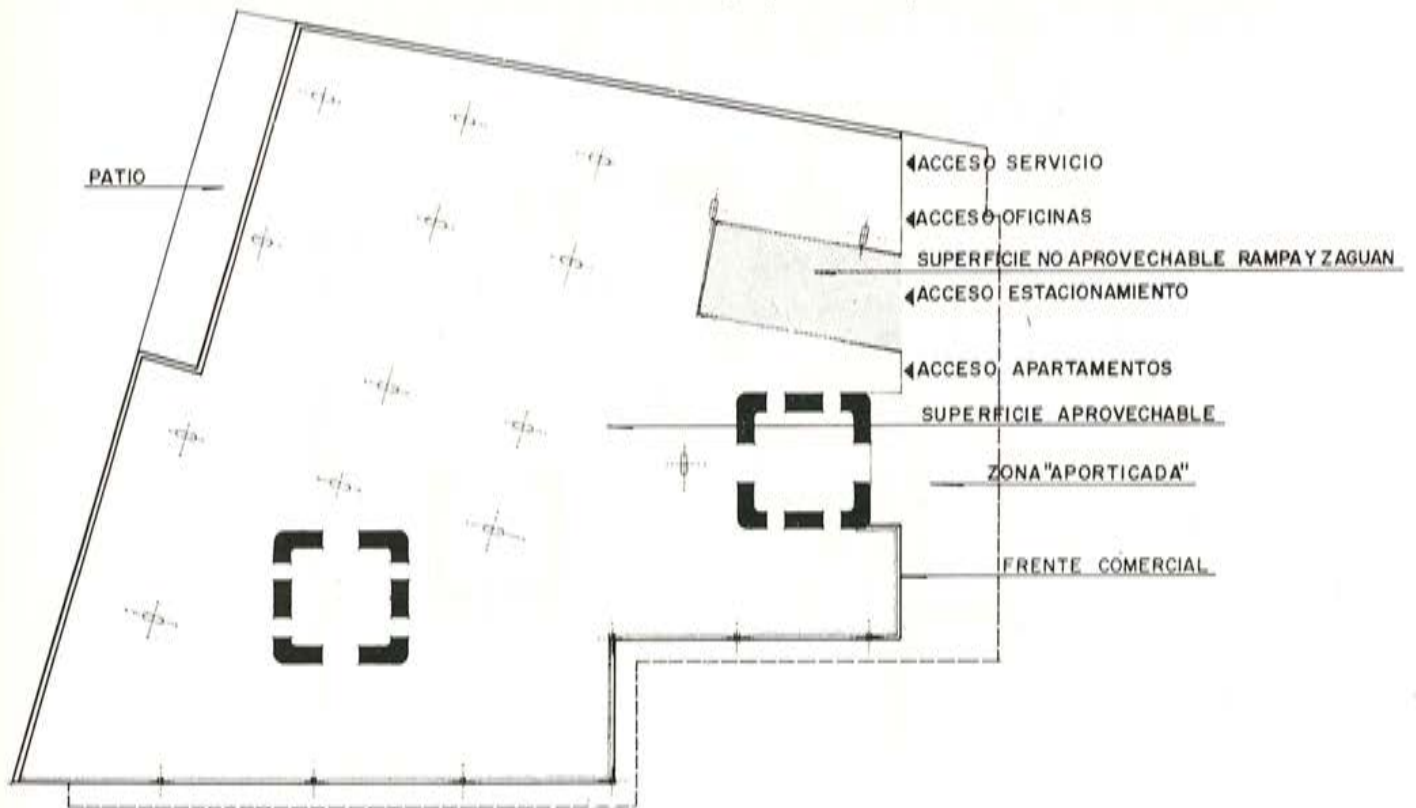 PATIO
ACCESO SERVICIO
ACCESO OFICINAS
SUPERFICIE NO APROVECHABLE RAMPA Y ZAGUAN
ACCESO ESTACIONAMIENTO
ACCESO APARTAMENTOS
SUPERFICIE APROVECHABLE
ZONA "APORTICADA"
FRENTE COMERCIAL